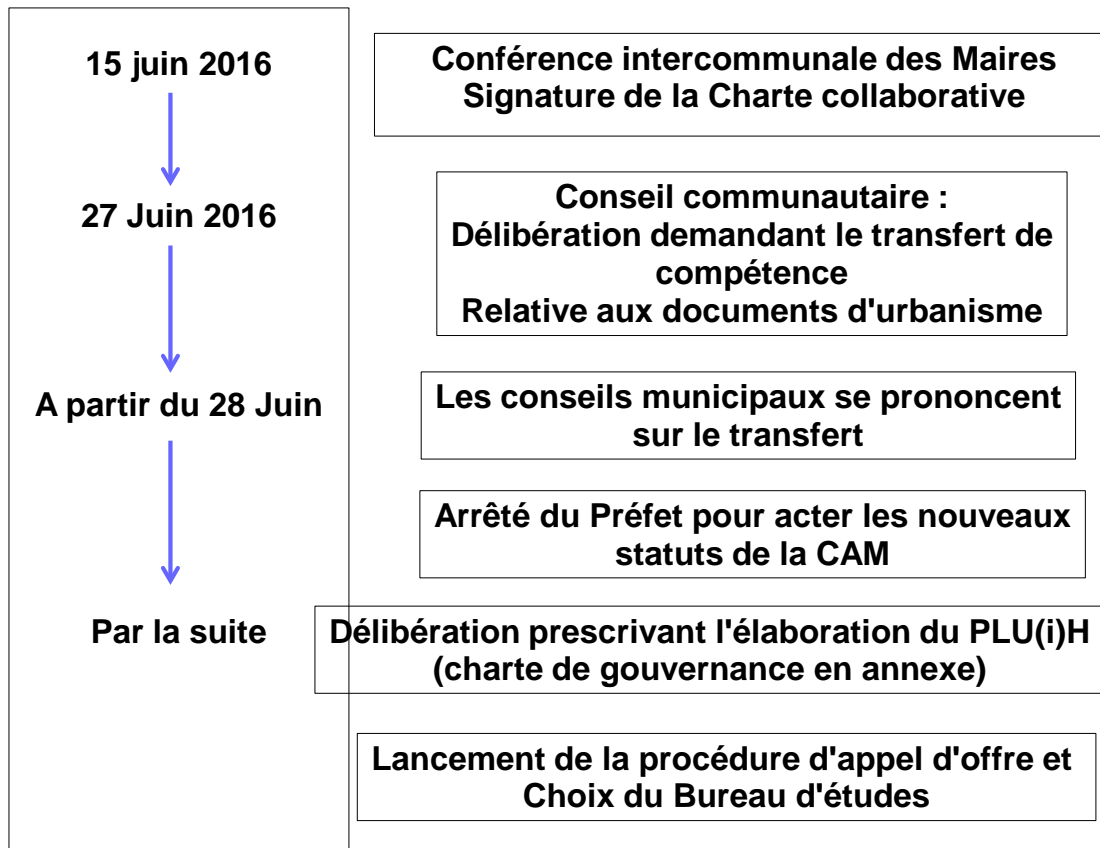 15 juin 2016
Conférence intercommunale des Maires
Signature de la Charte collaborative
27 Juin 2016
Conseil communautaire :
Délibération demandant le transfert de
compétence
Relative aux documents d'urbanisme
A partir du 28 Juin
Les conseils municipaux se prononcent
sur le transfert
Arrêté du Préfet pour acter les nouveaux
statuts de la CAM
Par la suite
Délibération prescrivant l'élaboration du PLU(i)H
(charte de gouvernance en annexe)
Lancement de la procédure d'appel d'offre et
Choix du Bureau d'études